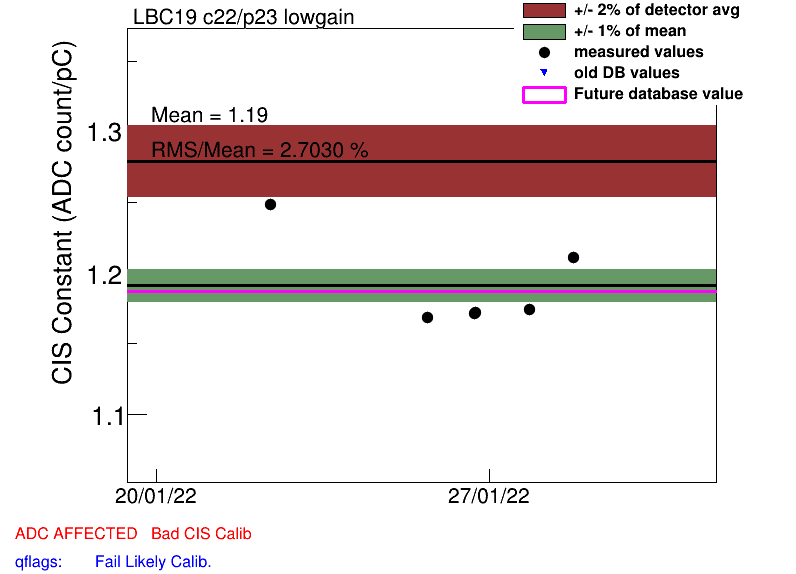 LBC19 c22/p23 lowgain
+/- 2% of detector avg
+/- 1% of mean
measured values
old DB values
Future database value
Mean = 1.19
RMS/Mean = 2.7030 %
CIS Constant (ADC count/pC)
1.3
1.2
1.1
20/01/22
27/01/22
ADC AFFECTED Bad CIS Calib
qflags: Fail Likely Calib.